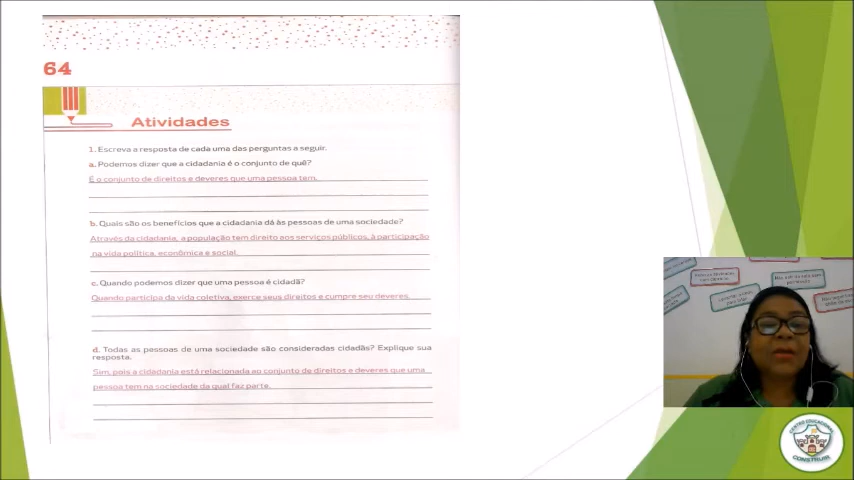 64
Atividades
1. Escreva a resposta de cada uma das perguntas a seguir.
a. Podemos dizer que a cidadania é o conjunto de quê?
É o conjunto de direitos e deveres que uma pessoa tem.
b. Quais são os benefícios que a cidadania dá às pessoas de uma sociedade?
Através da cidadania, a população tem direito aos serviços públicos, à participação
na vida política, econômica e social.
c. Quando podemos dizer que uma pessoa é cidadã?
Quando participa da vida coletiva, exerce seus direitos e cumpre seu deveres.
d. Todas as pessoas de uma sociedade são consideradas cidadãs? Explique sua
resposta.
Sim, pois a cidadania está relacionada ao conjunto de direitos e deveres que uma
pessoa tem na sociedade da qual faz parte.
CENTRO EDUCACIONAL
CONSTRUIR